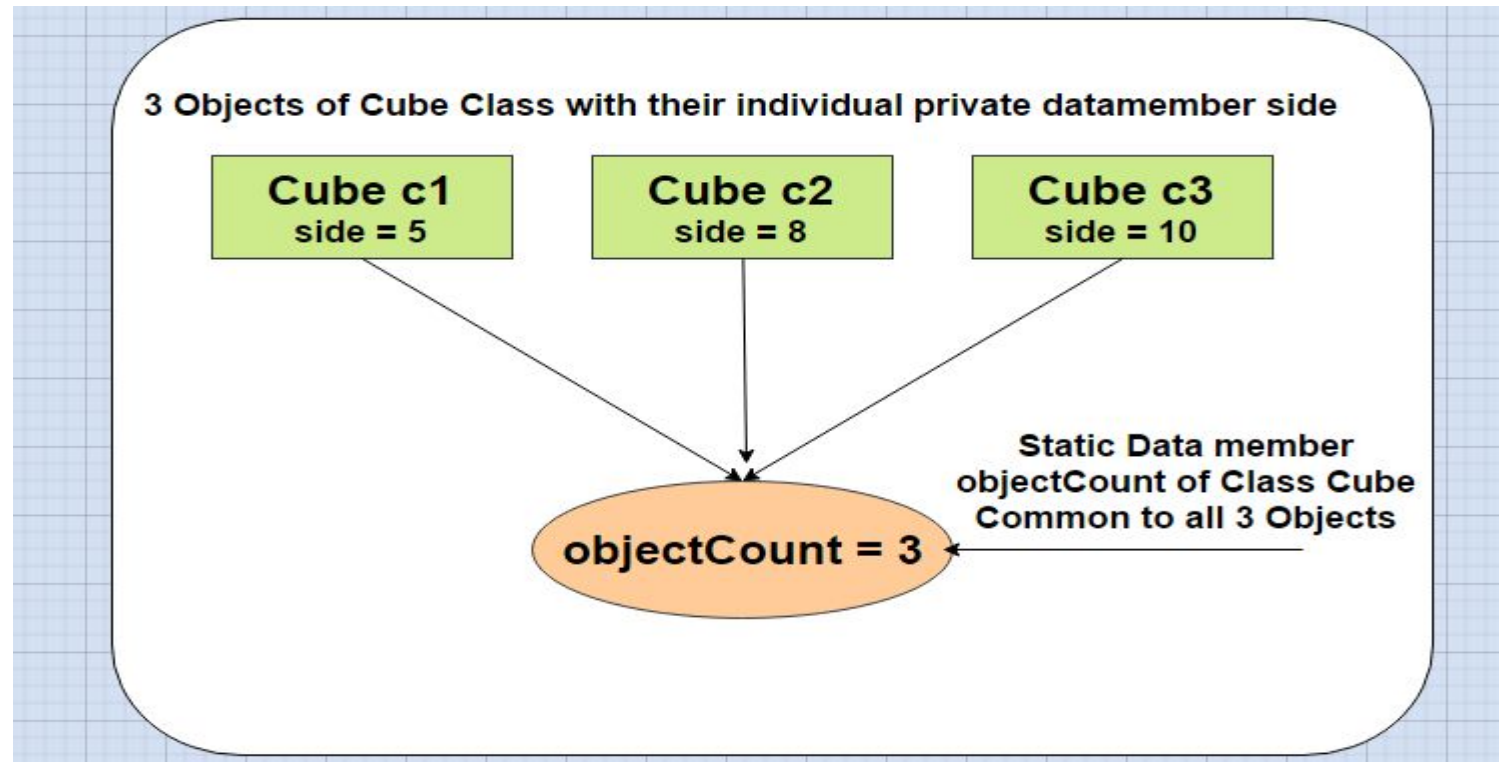 3 Objects of Cube Class with their individual private datamember side
Cube c1
side = 5
Cube c2
side = 8
Cube c3
side = 10
Static Data member
objectCount of Class Cube
Common to all 3 Objects
objectCount = 3